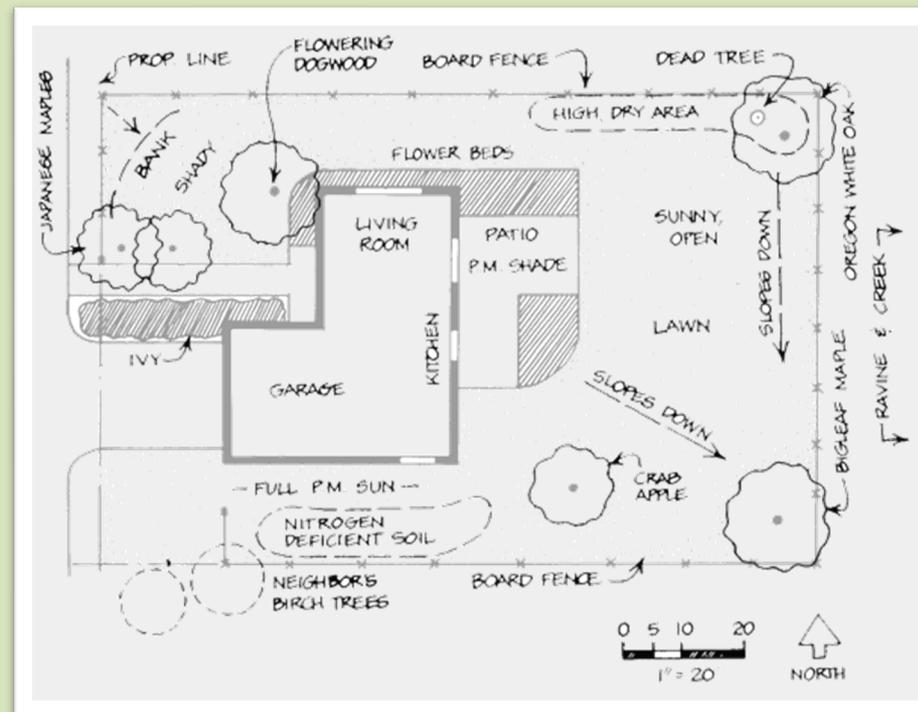 PROP. LINE
FLOWERING
DOGWOOD
BOARD FENCE
DEAD TREE
JAPANESE MAPLES
BANK
SHADY
HIGH, DRY AREA
OREGON WHITE OAK
FLOWER BEDS
LIVING
ROOM
PATIO
P.M. SHADE
SUNNY,
OPEN
SLOPES DOWN
RAVINE & CREEK
IVY
KITCHEN
LAWN
GARAGE
SLOPES DOWN
BIGLEAF MAPLE
CRAB
APPLE
- FULL P.M. SUN -
NITROGEN
DEFICIENT SOIL
NEIGHBOR'S
BIRCH TREES
BOARD FENCE
0 5 10 20
1" = 20
NORTH